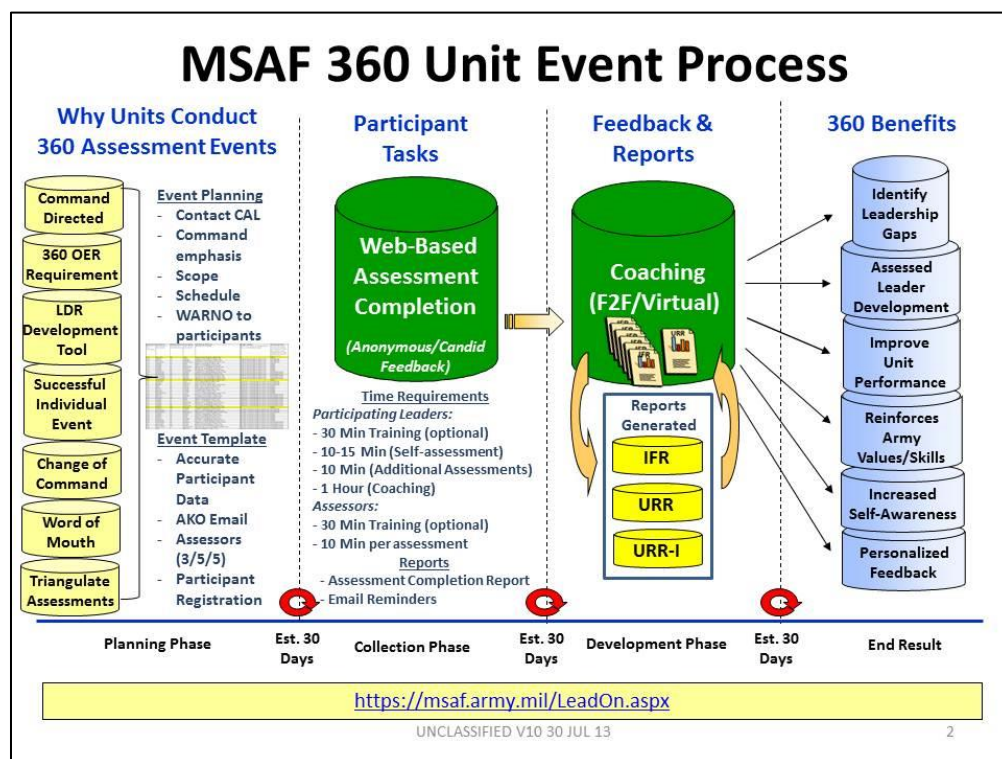 MSAF 360 Unit Event Process
Why Units Conduct
360 Assessment Events
Command
Directed
360 OER
Requirement
LDR
Development
Tool
Successful
Individual
Event
Change of
Command
Word of
Mouth
Triangulate
Assessments
Event Planning
- Contact CAL
- Command
emphasis
- Scope
- Schedule
- WARNO to
participants
Event Template
- Accurate
Participant
Data
- AKO Email
- Assessors
(3/5/5)
- Participant
Registration
Participant
Tasks
Web-Based
Assessment
Completion
(Anonymous/Candid
Feedback)
Time Requirements
Participating Leaders:
- 30 Min Training (optional)
- 10-15 Min (Self-assessment)
- 10 Min (Additional Assessments)
- 1 Hour (Coaching)
Assessors:
- 30 Min Training (optional)
- 10 Min per assessment
Reports
- Assessment Completion Report
- Email Reminders
Feedback &
Reports
Coaching
(F2F/Virtual)
IFR
URR
Reports
Generated
IFR
URR
URR-I
360 Benefits
Identify
Leadership
Gaps
Assessed
Leader
Development
Improve
Unit
Performance
Reinforces
Army
Values/Skills
Increased
Self-Awareness
Personalized
Feedback
Planning Phase
Est. 30
Days
Collection Phase
Est. 30
Days
Development Phase
Est. 30
Days
End Result
https://msaf.army.mil/LeadOn.aspx
UNCLASSIFIED V10 30 JUL 13
2